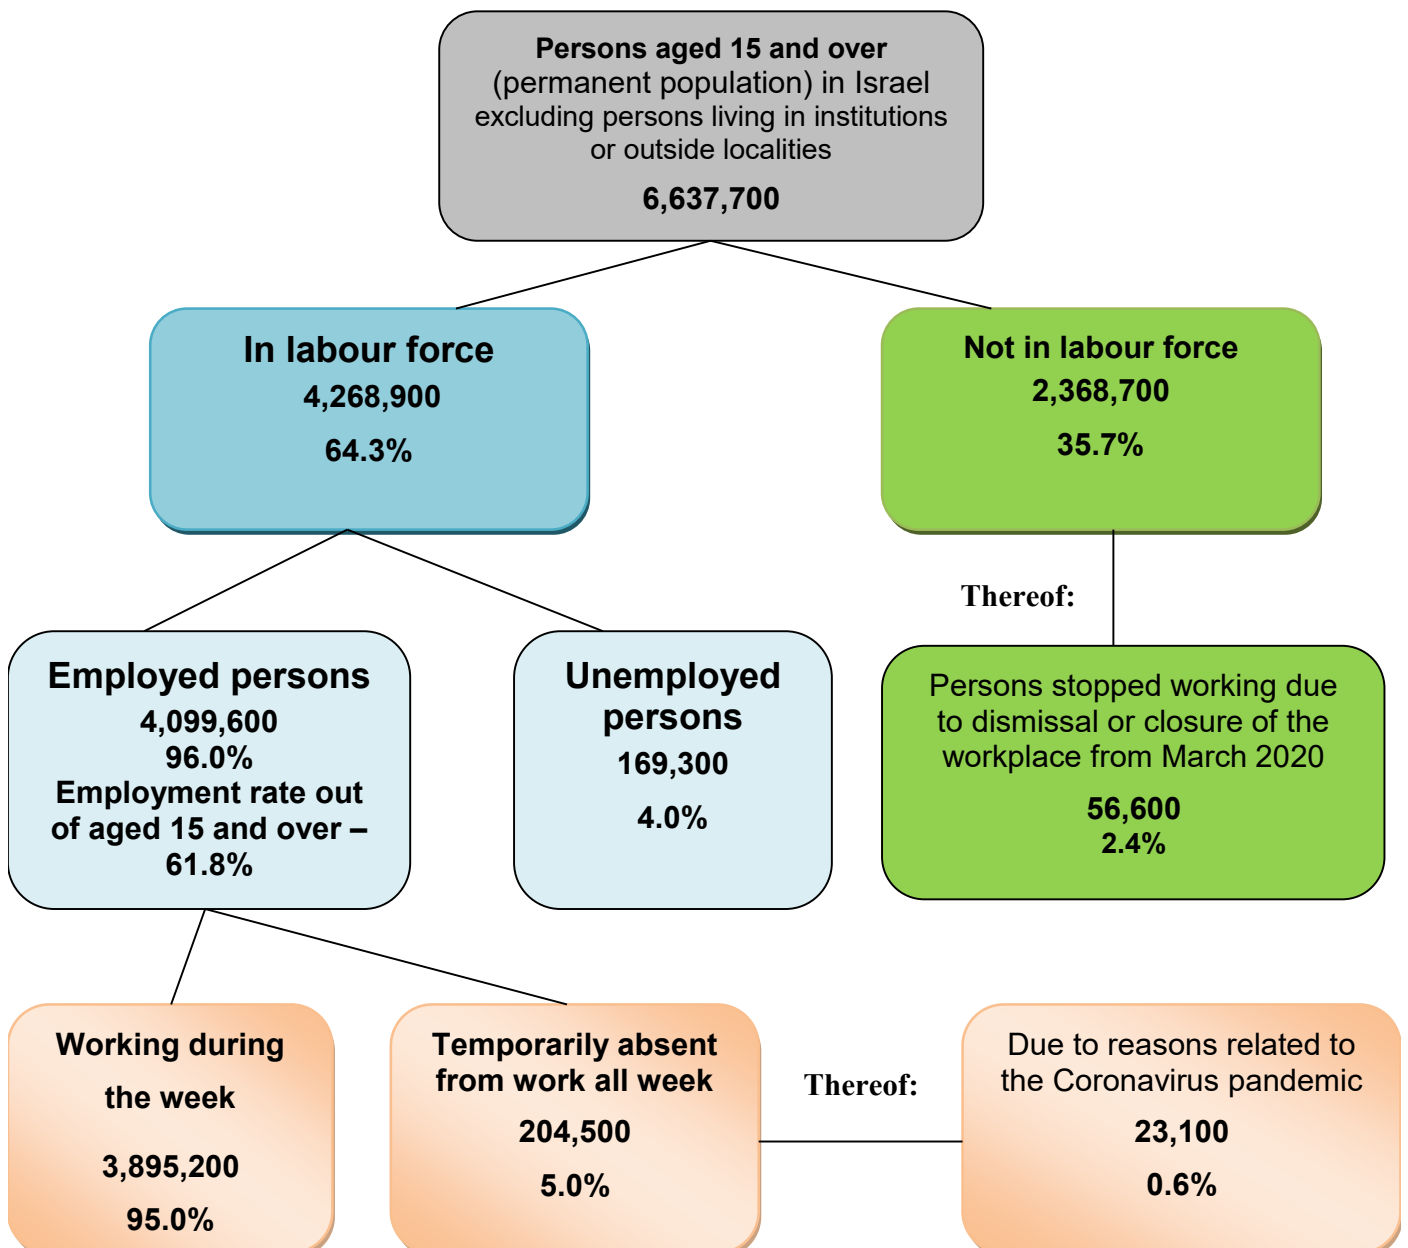 Persons aged 15 and over
(permanent population) in Israel
excluding persons living in institutions
or outside localities
6,637,700
In labour force
4,268,900
64.3%
Not in labour force
2,368,700
35.7%
Thereof:
Employed persons
4,099,600
96.0%
Employment rate out
of aged 15 and over –
61.8%
Unemployed
persons
169,300
4.0%
Persons stopped working due
to dismissal or closure of the
workplace from March 2020
56,600
2.4%
Working during
the week
3,895,200
95.0%
Temporarily absent
from work all week
204,500
5.0%
Thereof:
Due to reasons related to
the Coronavirus pandemic
23,100
0.6%